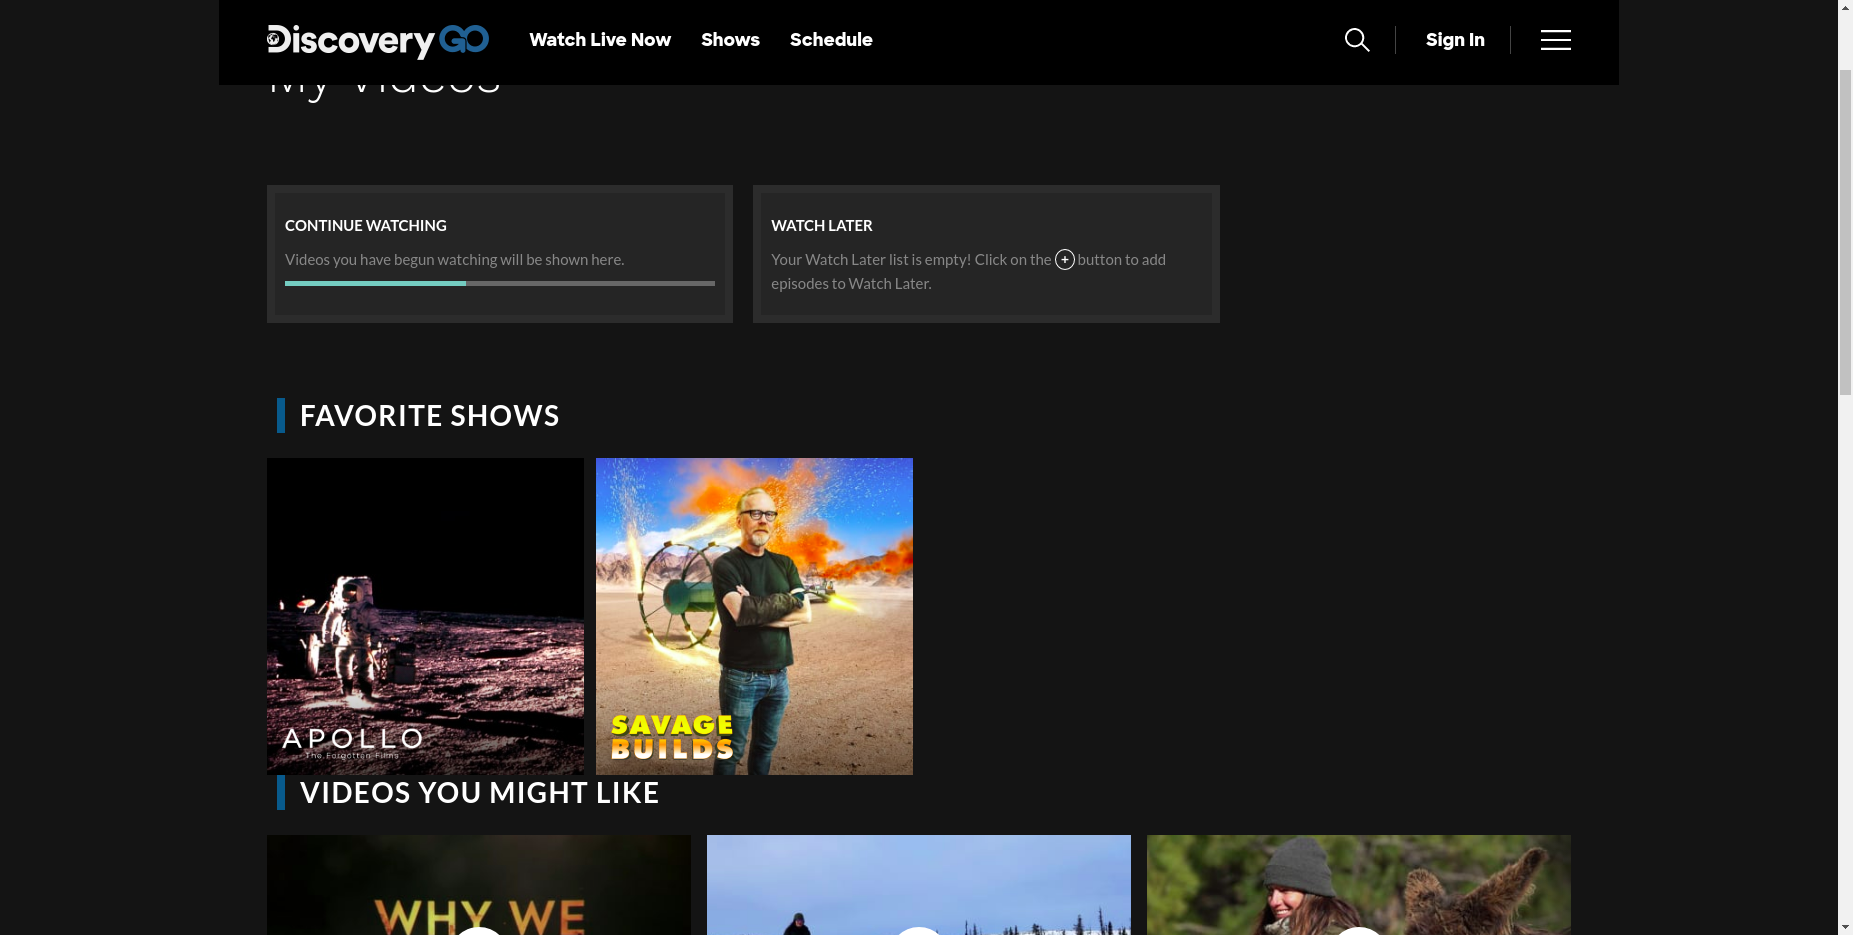 Discovery GO
Watch Live Now
Shows
Schedule
Sign In
My Videos
CONTINUE WATCHING
Videos you have begun watching will be shown here.
WATCH LATER
Your Watch Later list is empty! Click on the + button to add
episodes to Watch Later.
FAVORITE SHOWS
APOLLO
The Forgotten Films
SAVAGE
BUILDS
VIDEOS YOU MIGHT LIKE
WHY WE